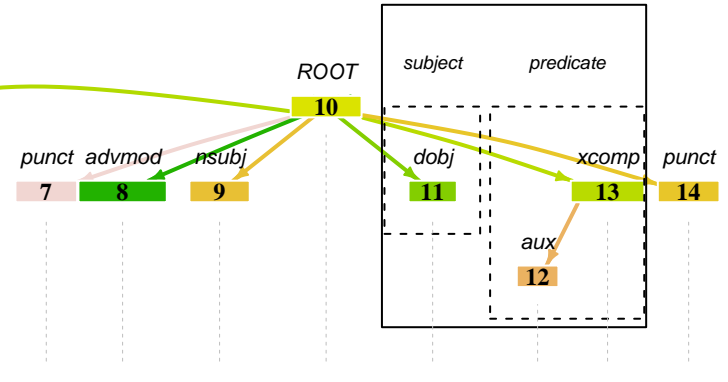 subject predicate
ROOT
10
punct advmod nsubj dobj xcomp punct
7 8 9 11 13 14
aux
12